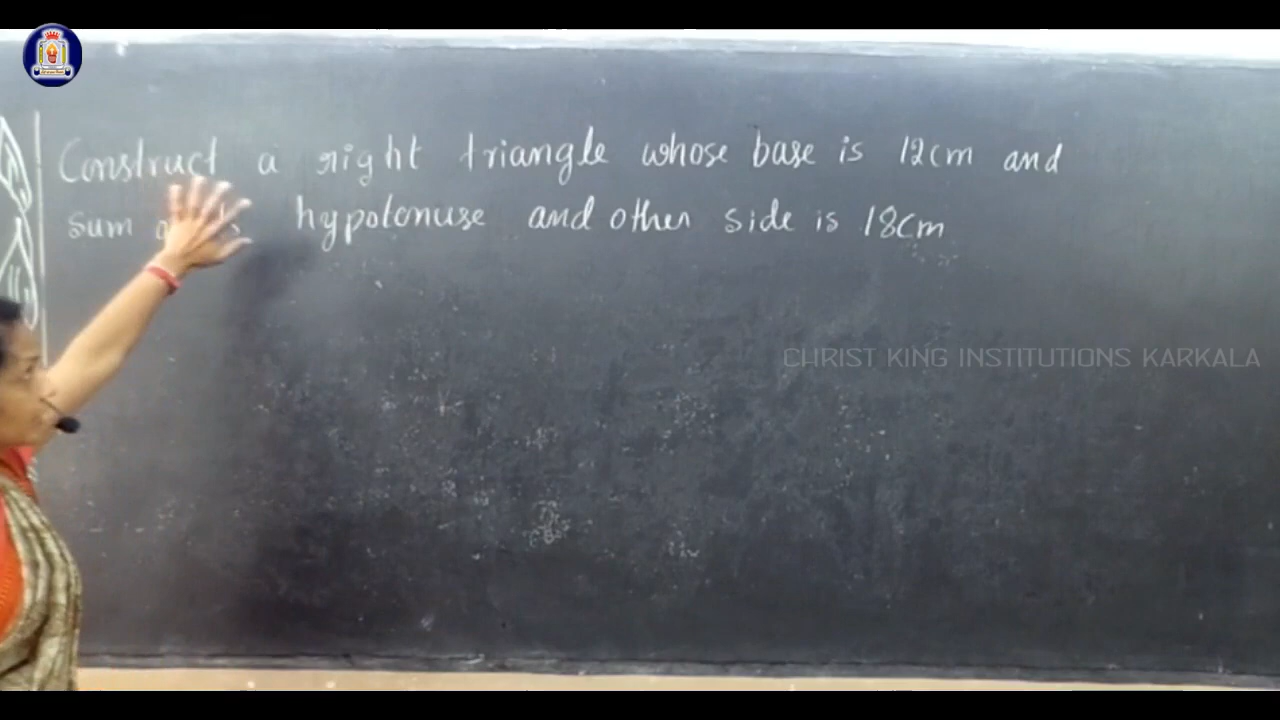 Construct a right triangle whose base is 12cm and
sum hypotenuse and other side is 18cm
CHRIST KING INSTITUTIONS KARKALA